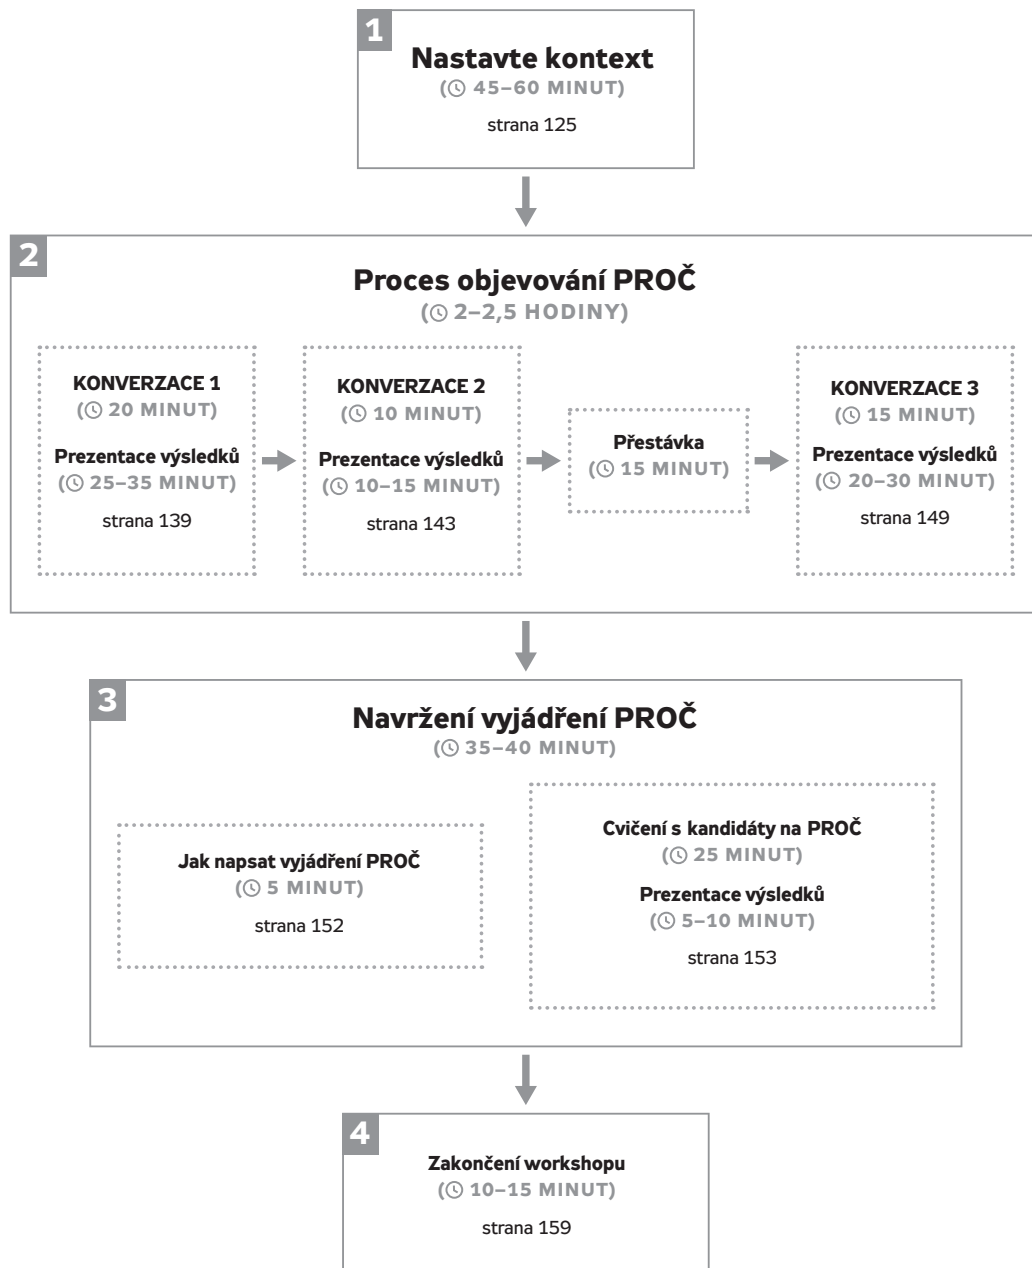 1
Nastavte kontext
(45–60 MINUT)
strana 125
2
Proces objevování PROČ
(2–2,5 HODINY)
KONVERZACE 1
(20 MINUT)
Prezentace výsledků
(25–35 MINUT)
strana 139
KONVERZACE 2
(10 MINUT)
Prezentace výsledků
(10–15 MINUT)
strana 143
Přestávka
(15 MINUT)
KONVERZACE 3
(15 MINUT)
Prezentace výsledků
(20–30 MINUT)
strana 149
3
Navržení vyjádření PROČ
(35–40 MINUT)
Jak napsat vyjádření PROČ
(5 MINUT)
strana 152
Cvičení s kandidáty na PROČ
(25 MINUT)
Prezentace výsledků
(5–10 MINUT)
strana 153
4
Zakončení workshopu
(10–15 MINUT)
strana 159